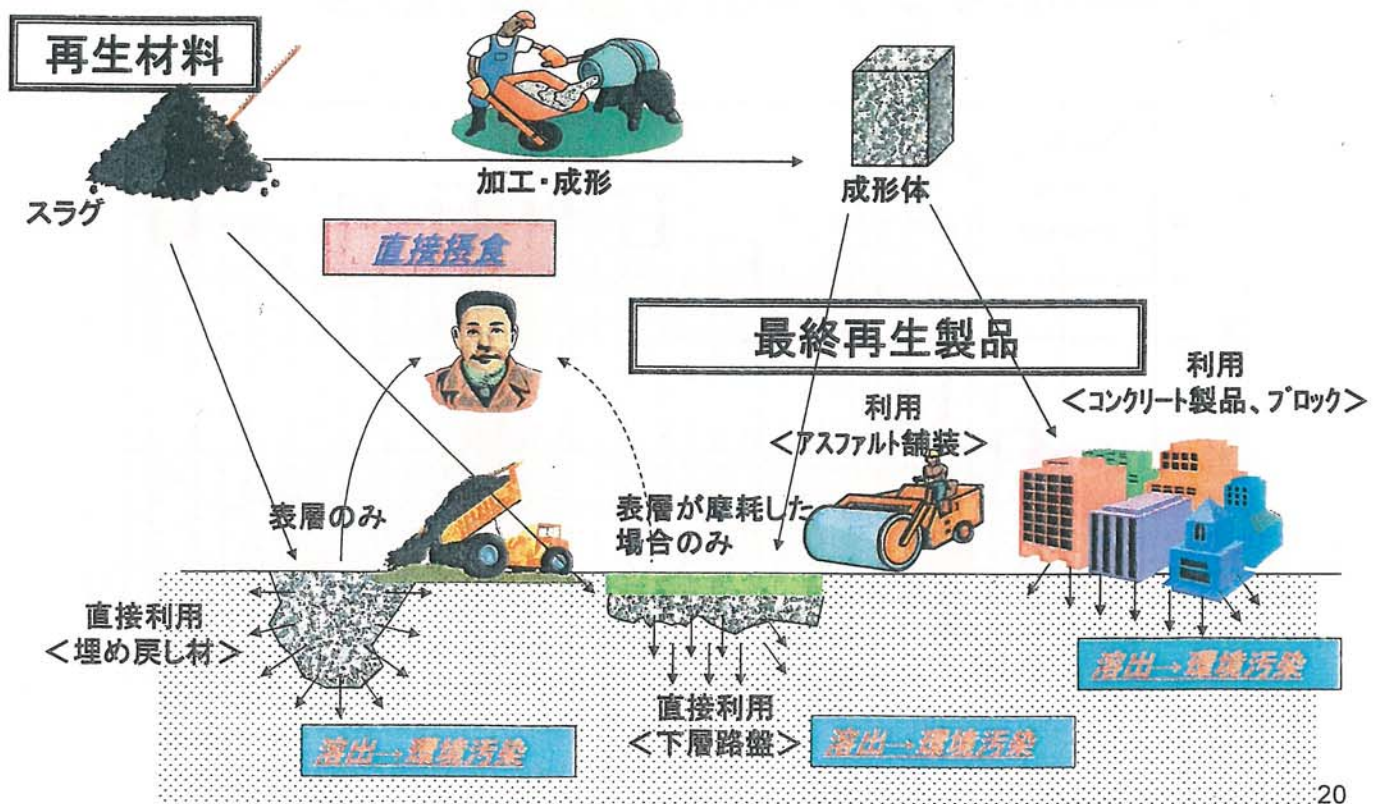 再生材料
スラグ
加工・成形
成形体
直接摂食
最終再生製品
利用
＜コンクリート製品、ブロック＞
利用
＜アスファルト舗装＞
表層のみ
表層が摩耗した
場合のみ
直接利用
＜埋め戻し材＞
溶出→環境汚染
直接利用
＜下層路盤＞
溶出→環境汚染
溶出→環境汚染
20